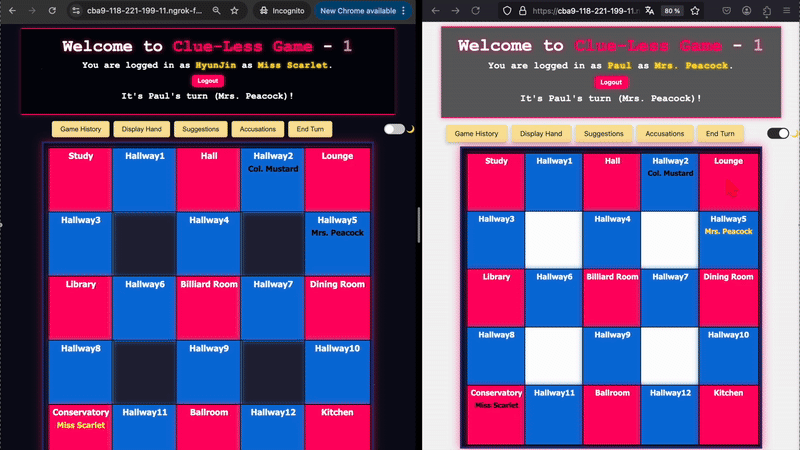 cba9-118-221-199-11.ngrok-f...
Incognito
New Chrome available
Welcome to Clue-Less Game - 1
You are logged in as HyunJin as Miss Scarlet.
Logout
It's Paul's turn (Mrs. Peacock)!
Game History Display Hand Suggestions Accusations End Turn
Study Hallway1 Hall Hallway2 Lounge
Col. Mustard
Hallway3 Hallway4 Hallway5
Mrs. Peacock
Library Hallway6 Billiard Room Hallway7 Dining Room
Hallway8 Hallway9 Hallway10
Conservatory Hallway11 Ballroom Hallway12 Kitchen
Miss Scarlet
https://cba9-118-221-199-11.n
80 %
Welcome to Clue-Less Game - 1
You are logged in as Paul as Mrs. Peacock.
Logout
It's Paul's turn (Mrs. Peacock)!
Game History Display Hand Suggestions Accusations End Turn
Study Hallway1 Hall Hallway2 Lounge
Col. Mustard
Hallway3 Hallway4 Hallway5
Mrs. Peacock
Library Hallway6 Billiard Room Hallway7 Dining Room
Hallway8 Hallway9 Hallway10
Conservatory Hallway11 Ballroom Hallway12 Kitchen
Miss Scarlet